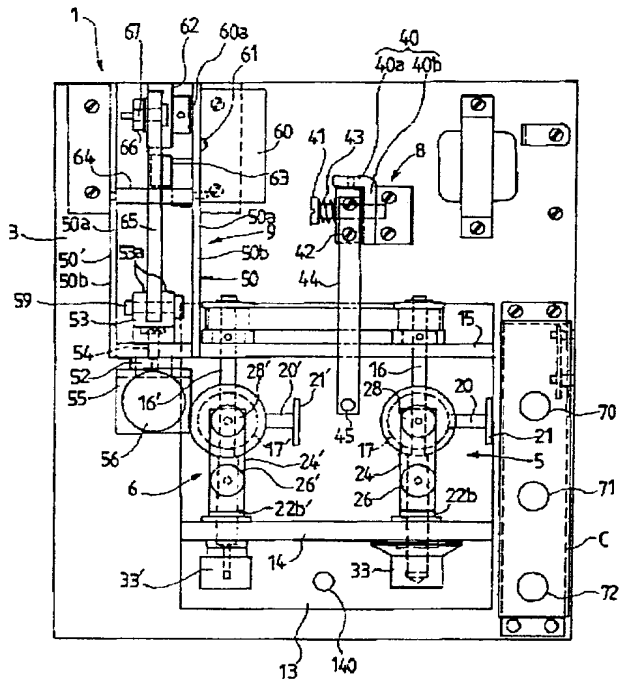 67 62 60a 61 40
1 40a 40b
41 43 8
66 60
64 63
3 50a 65 50a 42
50' 53a 9 50b 44
50b 50
59
53 15
54 16
52 28' 20' 21' 28 20
55 16' 70
56 17' 45 17 21
24' 24 5
6 26' 26 71
22b' 22b
14 C
33' 33 72
13 140